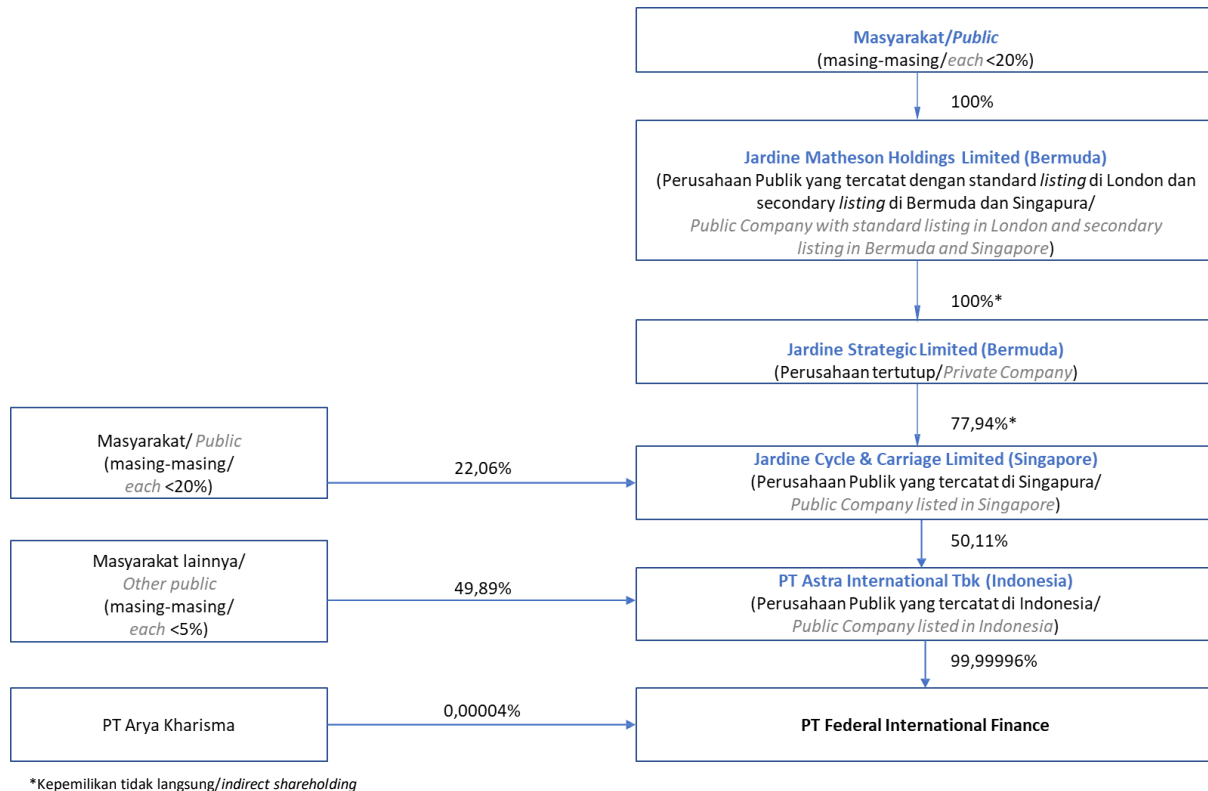 Masyarakat/Public
(masing-masing/each <20%)
100%
Jardine Matheson Holdings Limited (Bermuda)
(Perusahaan Publik yang tercatat dengan standard listing di London dan
secondary listing di Bermuda dan Singapura/
Public Company with standard listing in London and secondary
listing in Bermuda and Singapore)
100%*
Jardine Strategic Limited (Bermuda)
(Perusahaan tertutup/Private Company)
77,94%*
Masyarakat/ Public
(masing-masing/
each <20%)
22,06%
Jardine Cycle & Carriage Limited (Singapore)
(Perusahaan Publik yang tercatat di Singapura/
Public Company listed in Singapore)
50,11%
Masyarakat lainnya/
Other public
(masing-masing/
each <5%)
49,89%
PT Astra International Tbk (Indonesia)
(Perusahaan Publik yang tercatat di Indonesia/
Public Company listed in Indonesia)
99,99996%
PT Arya Kharisma
0,00004%
PT Federal International Finance
*Kepemilikan tidak langsung/indirect shareholding